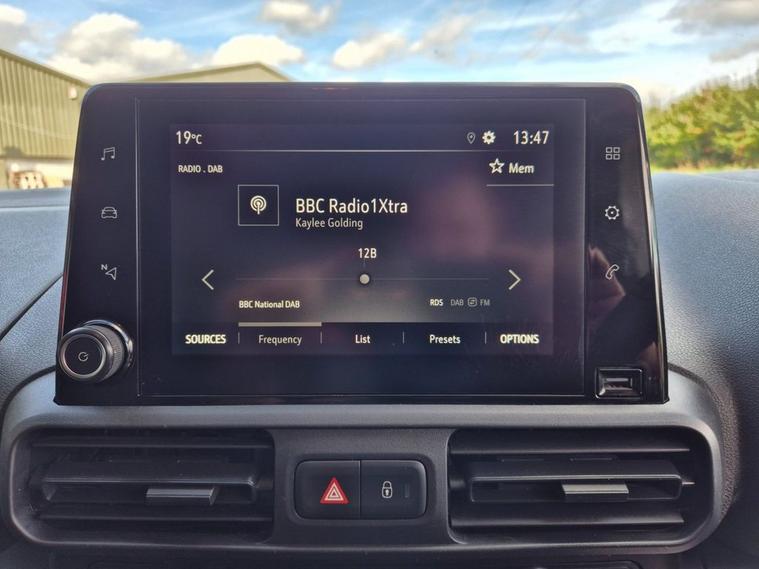 19°C 13:47
RADIO . DAB Mem
BBC Radio1Xtra
Kaylee Golding
12B
BBC National DAB RDS DAB FM
SOURCES Frequency List Presets OPTIONS
N